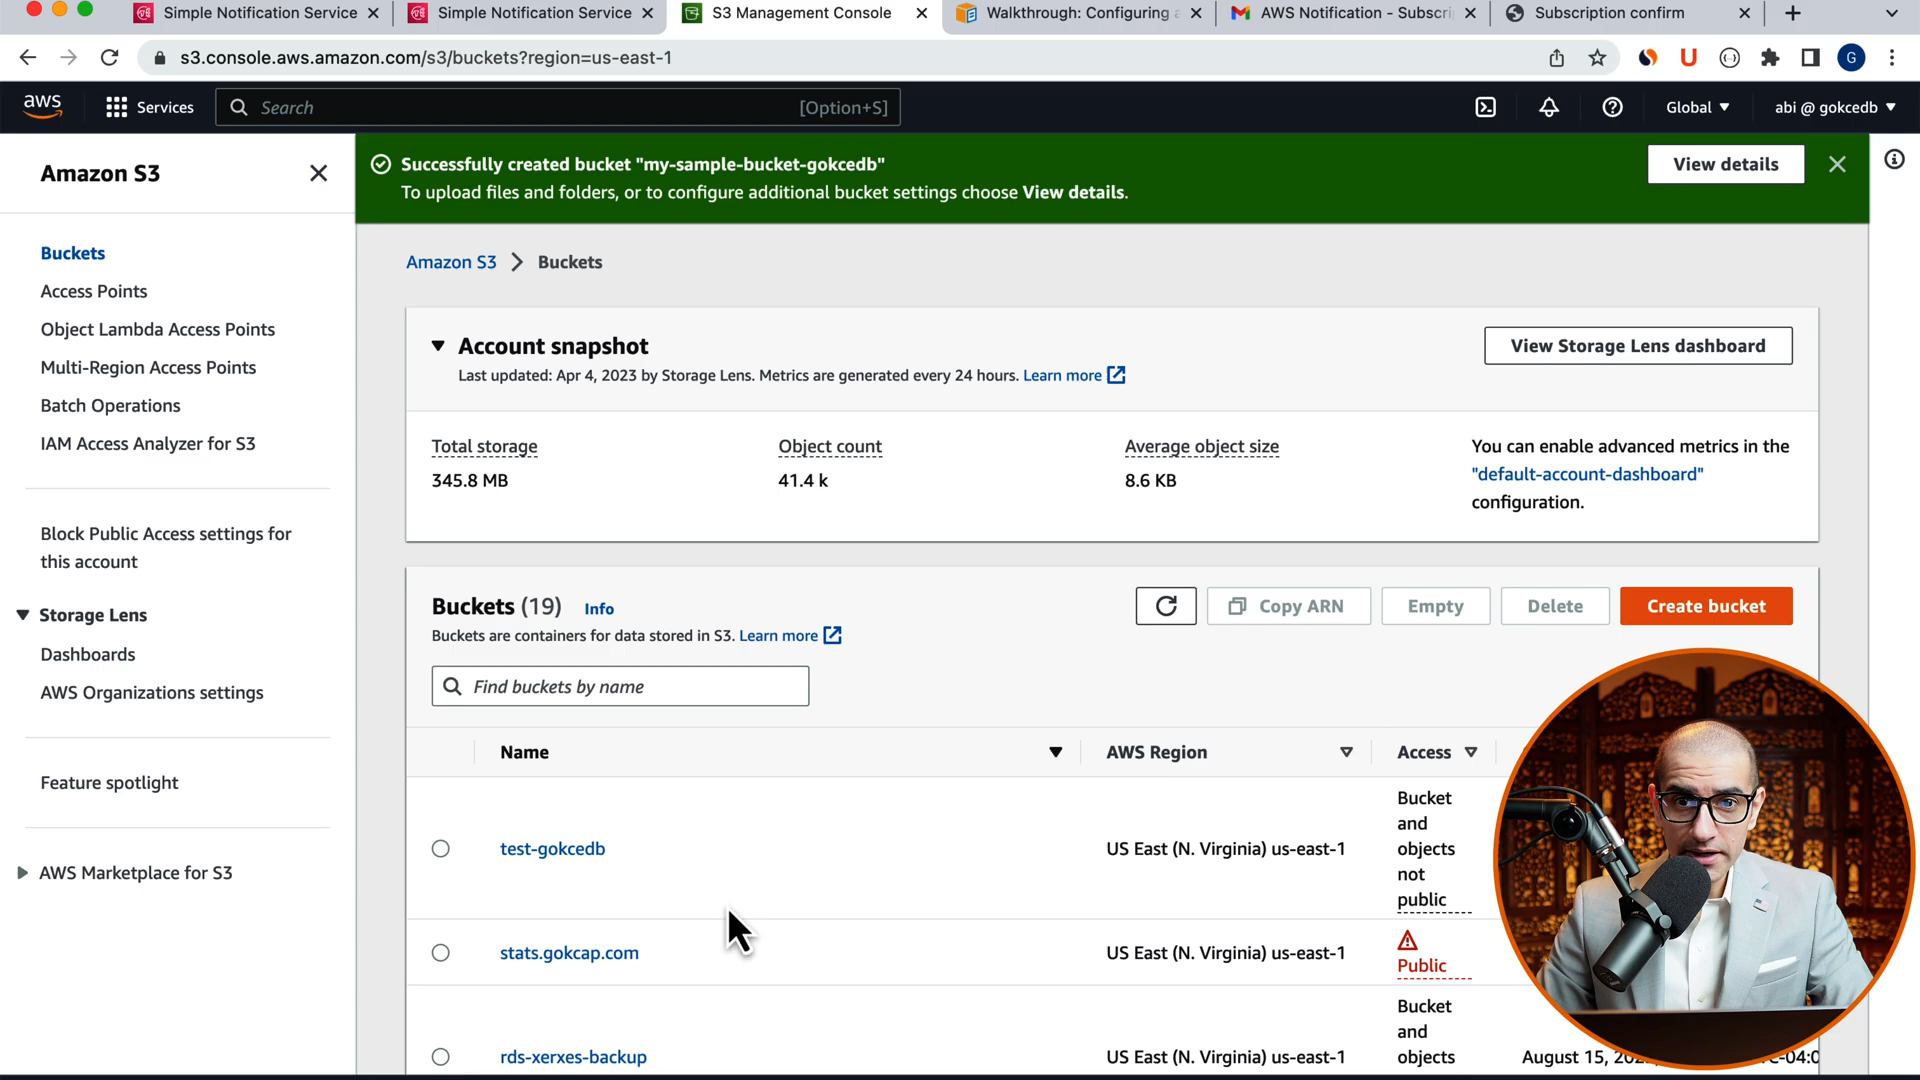 Simple Notification Service
Simple Notification Service
S3 Management Console
Walkthrough: Configuring a
AWS Notification - Subscri
Subscription confirm
s3.console.aws.amazon.com/s3/buckets?region=us-east-1
U
G
aws
Services
Search
[Option+S]
Global
abi @ gokcedb
Amazon S3
Buckets
Access Points
Object Lambda Access Points
Multi-Region Access Points
Batch Operations
IAM Access Analyzer for S3
Block Public Access settings for
this account
Storage Lens
Dashboards
AWS Organizations settings
Feature spotlight
AWS Marketplace for S3
Successfully created bucket "my-sample-bucket-gokcedb"
To upload files and folders, or to configure additional bucket settings choose View details.
View details
Amazon S3 > Buckets
Account snapshot
Last updated: Apr 4, 2023 by Storage Lens. Metrics are generated every 24 hours. Learn more
View Storage Lens dashboard
Total storage
345.8 MB
Object count
41.4 k
Average object size
8.6 KB
You can enable advanced metrics in the
"default-account-dashboard"
configuration.
Buckets (19) Info
Buckets are containers for data stored in S3. Learn more
Copy ARN
Empty
Delete
Create bucket
Find buckets by name
Name
AWS Region
Access
test-gokcedb
US East (N. Virginia) us-east-1
Bucket
and
objects
not
public
stats.gokcap.com
US East (N. Virginia) us-east-1
Public
rds-xerxes-backup
US East (N. Virginia) us-east-1
Bucket
and
objects
August 15,